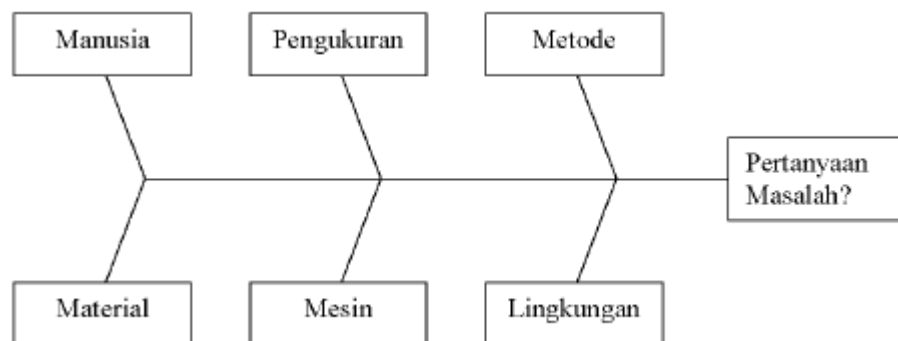 Manusia
Pengukuran
Metode
Pertanyaan
Masalah?
Material
Mesin
Lingkungan